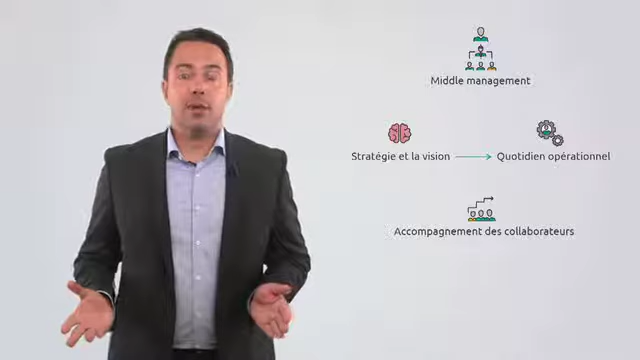 Middle management
Stratégie et la vision
Quotidien opérationnel
Accompagnement des collaborateurs